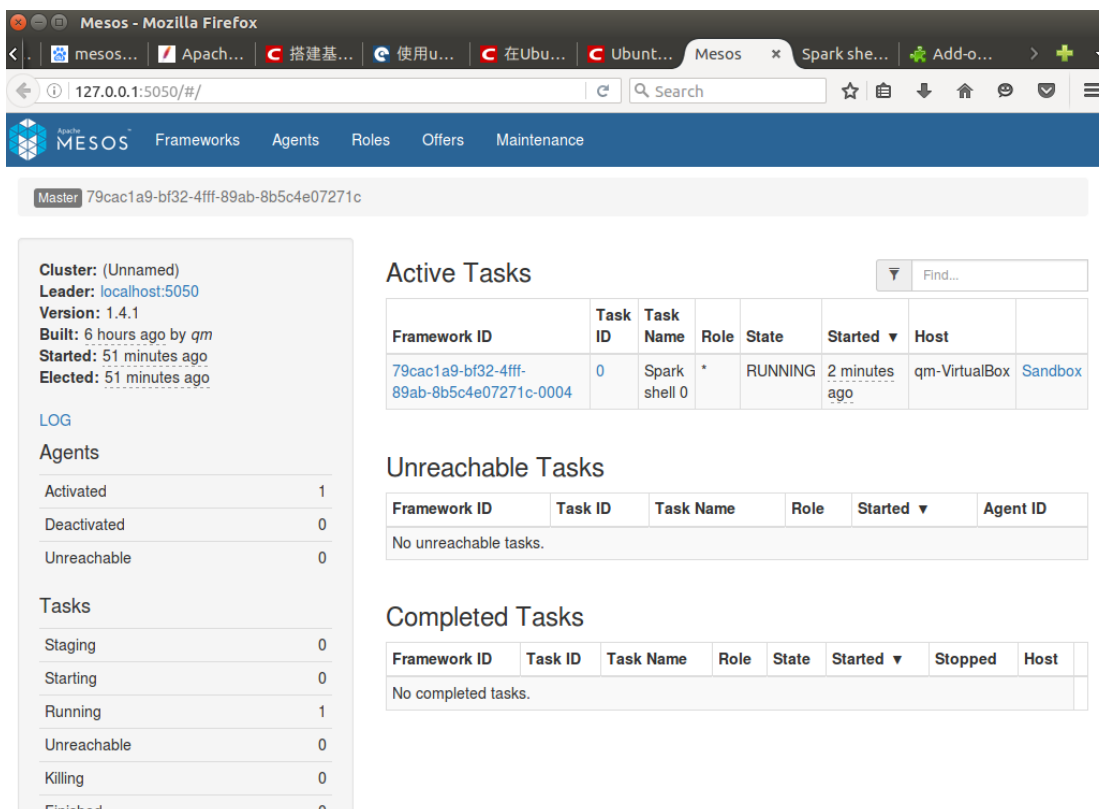 Mesos - Mozilla Firefox
mesos... Apach... 搭建基... 使用u... 在Ubu... Ubunt... Mesos × Spark she... Add-o...
127.0.0.1:5050/#/ Search
Apache MESOS™ Frameworks Agents Roles Offers Maintenance
Master 79cac1a9-bf32-4fff-89ab-8b5c4e07271c
Cluster: (Unnamed)
Leader: localhost:5050
Version: 1.4.1
Built: 6 hours ago by qm
Started: 51 minutes ago
Elected: 51 minutes ago
LOG
Agents
Activated 1
Deactivated 0
Unreachable 0
Tasks
Staging 0
Starting 0
Running 1
Unreachable 0
Killing 0
Active Tasks
Find...
Framework ID Task ID Task Name Role State Started ▼ Host
79cac1a9-bf32-4fff-89ab-8b5c4e07271c-0004 0 Spark shell 0 * RUNNING 2 minutes ago qm-VirtualBox Sandbox
Unreachable Tasks
Framework ID Task ID Task Name Role Started ▼ Agent ID
No unreachable tasks.
Completed Tasks
Framework ID Task ID Task Name Role State Started ▼ Stopped Host
No completed tasks.